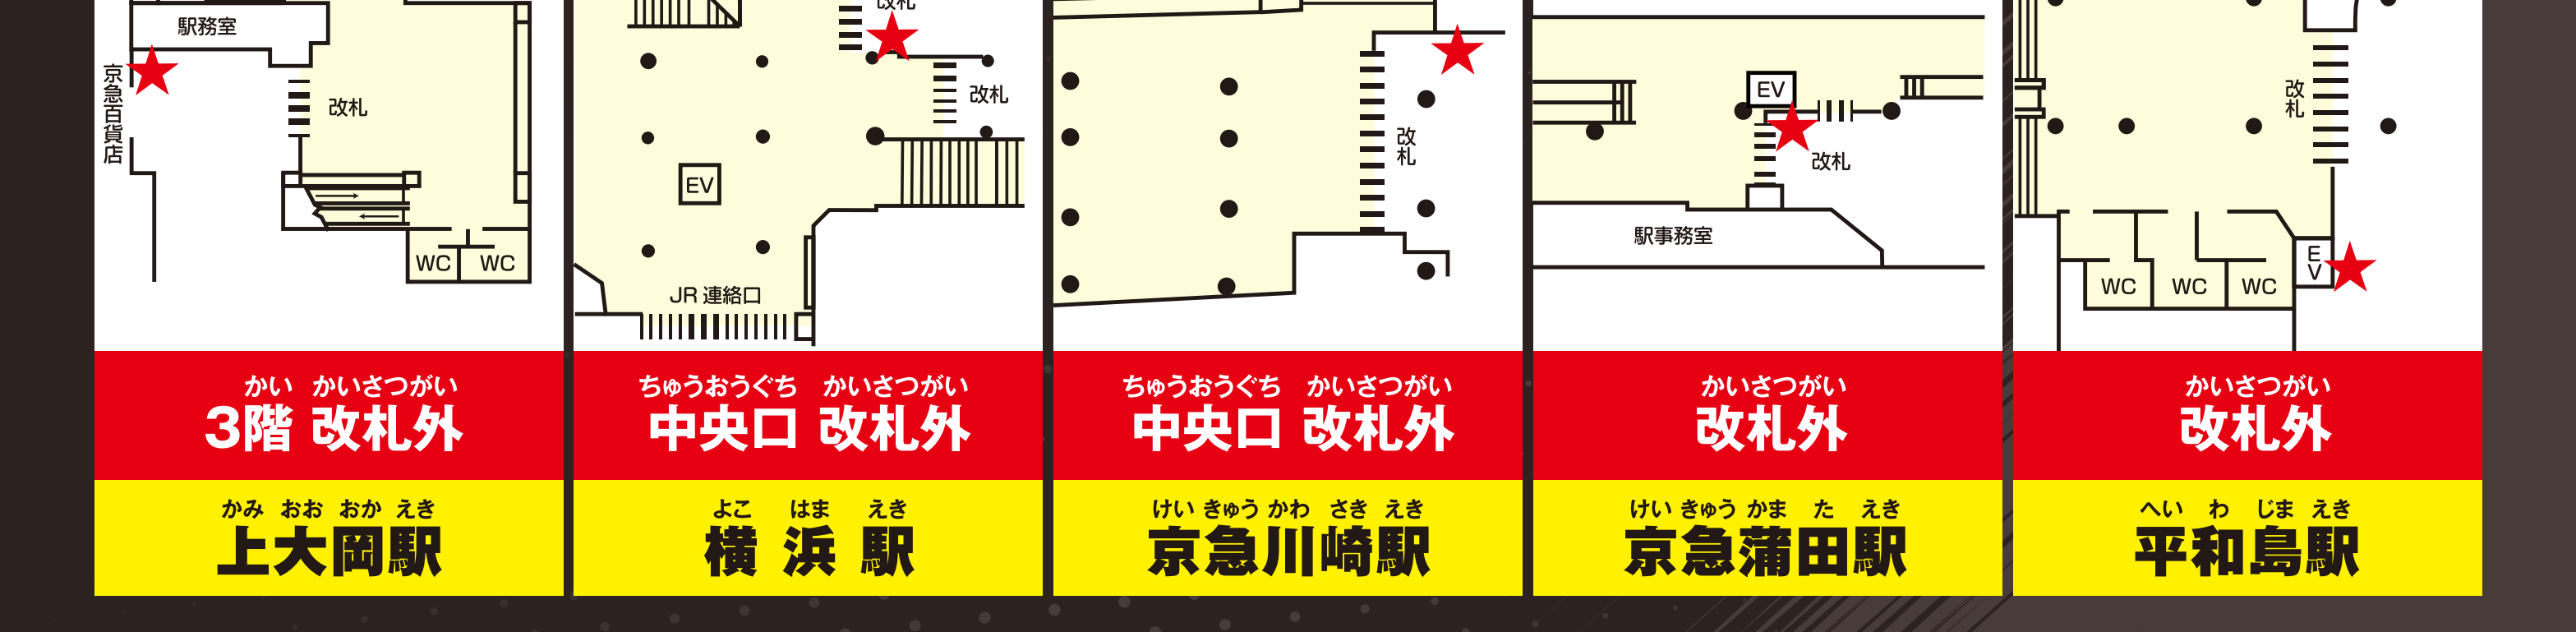 駅務室
京急百貨店
改札
WC
WC
かい かいさつがい
3階 改札外
かみ おお おか えき
上大岡駅
改札
改札
EV
JR 連絡口
ちゅうおうぐち かいさつがい
中央口 改札外
よこ はま えき
横浜駅
改札
ちゅうおうぐち かいさつがい
中央口 改札外
けい きゅう かわ さき えき
京急川崎駅
EV
改札
駅事務室
かいさつがい
改札外
けい きゅう かま た えき
京急蒲田駅
改札
EV
WC
WC
WC
かいさつがい
改札外
へい わ じま えき
平和島駅